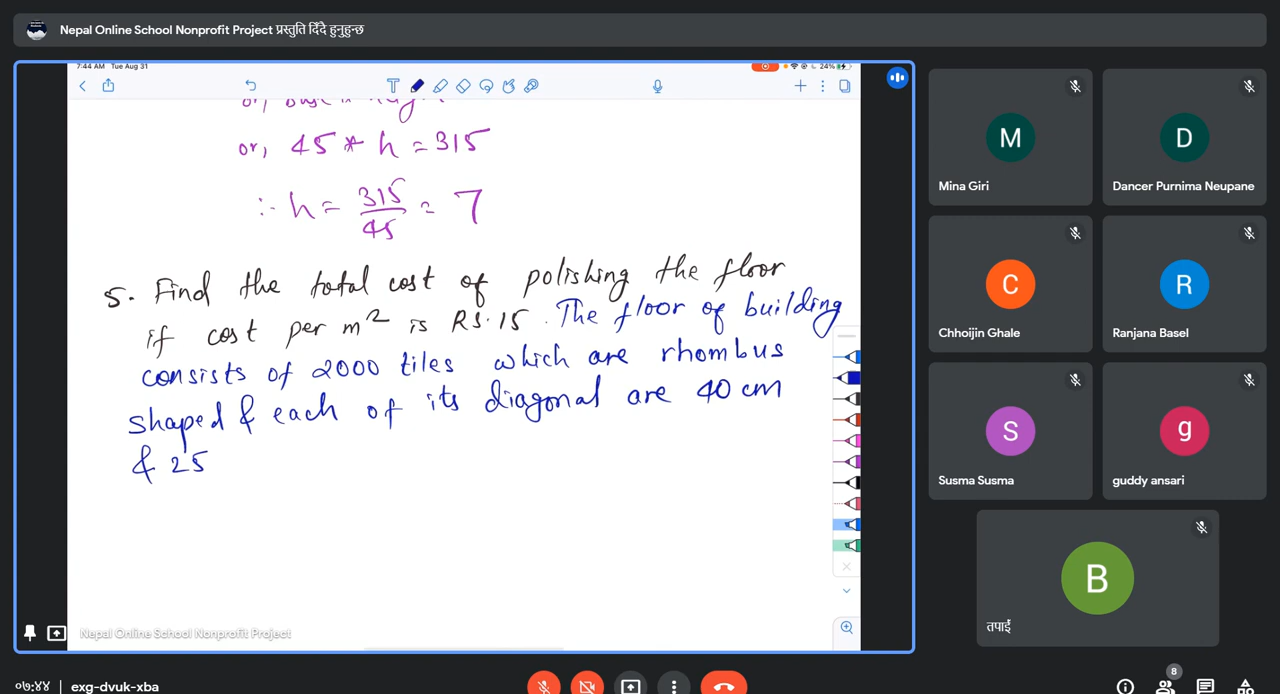 Nepal Online School Nonprofit Project प्रस्तुति दिँदै हुनुहुन्छ
7:44 AM Tue Aug 31
24%
or,
or, 45 * h = 315
∴ h = 315/45 = 7
5. Find the total cost of polishing the floor
if cost per m² is RS. 15. The floor of building
consists of 2000 tiles which are rhombus
shaped & each of its diagonal are 40 cm
& 25
Nepal Online School Nonprofit Project
M
Mina Giri
D
Dancer Purnima Neupane
C
Chhoijin Ghale
R
Ranjana Basel
S
Susma Susma
g
guddy ansari
B
तपाईं
०७:४४ | exg-dvuk-xba
8